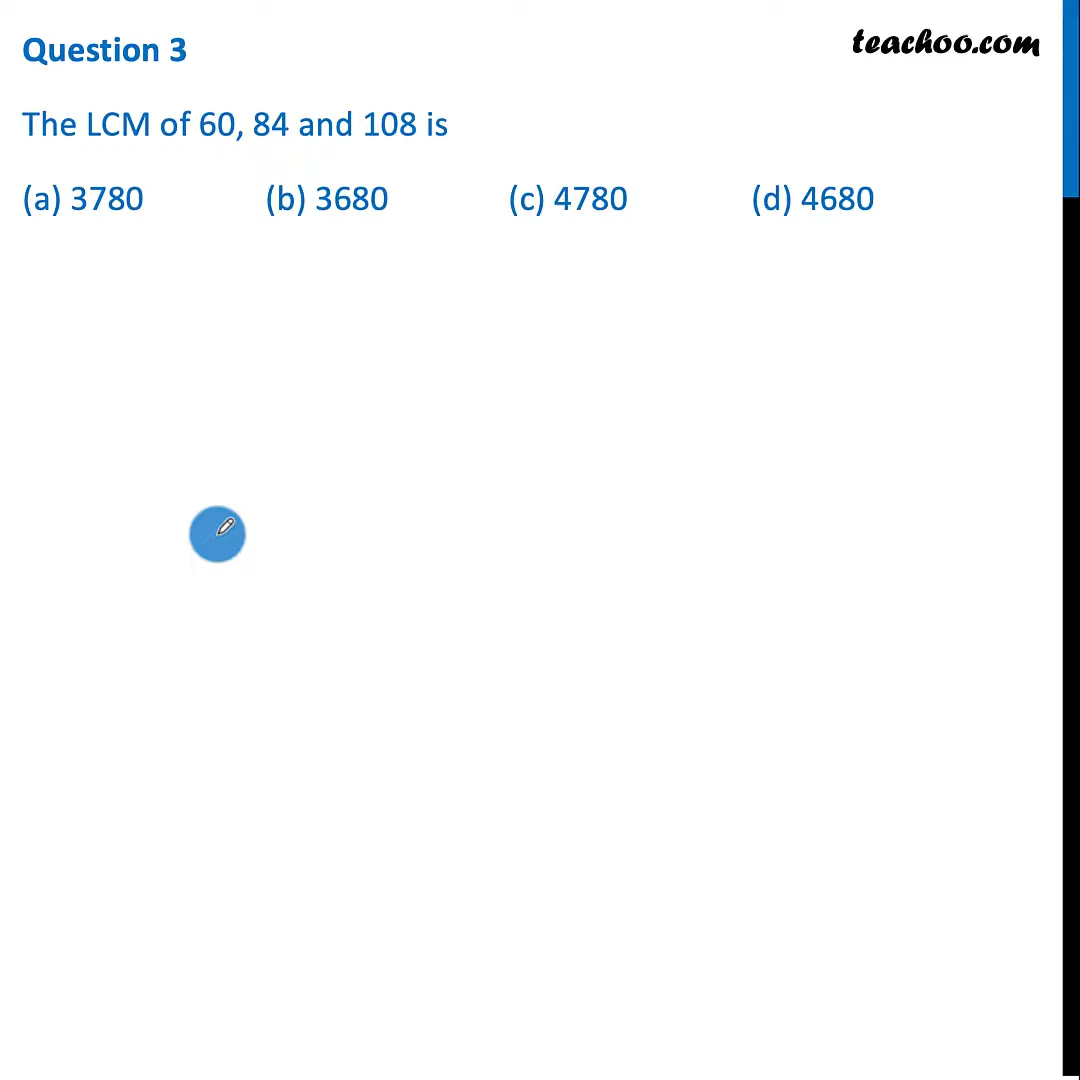 Question 3
teachoo.com
The LCM of 60, 84 and 108 is
(a) 3780 (b) 3680 (c) 4780 (d) 4680